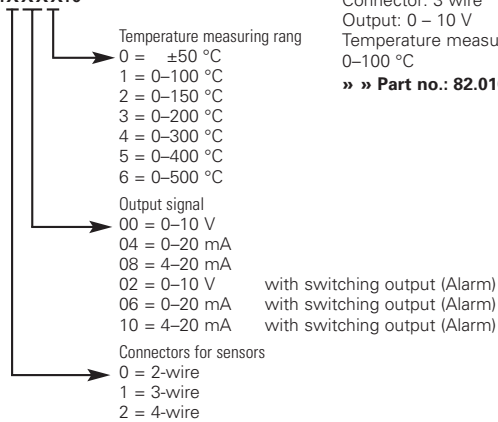 Temperature measuring rang
0 = ±50 °C
1 = 0–100 °C
2 = 0–150 °C
3 = 0–200 °C
4 = 0–300 °C
5 = 0–400 °C
6 = 0–500 °C
Output signal
00 = 0–10 V
04 = 0–20 mA
08 = 4–20 mA
02 = 0–10 V with switching output (Alarm)
06 = 0–20 mA with switching output (Alarm)
10 = 4–20 mA with switching output (Alarm)
Connectors for sensors
0 = 2-wire
1 = 3-wire
2 = 4-wire
Connector: 3 wire
Output: 0 – 10 V
Temperature measu
0–100 °C
» » Part no.: 82.01